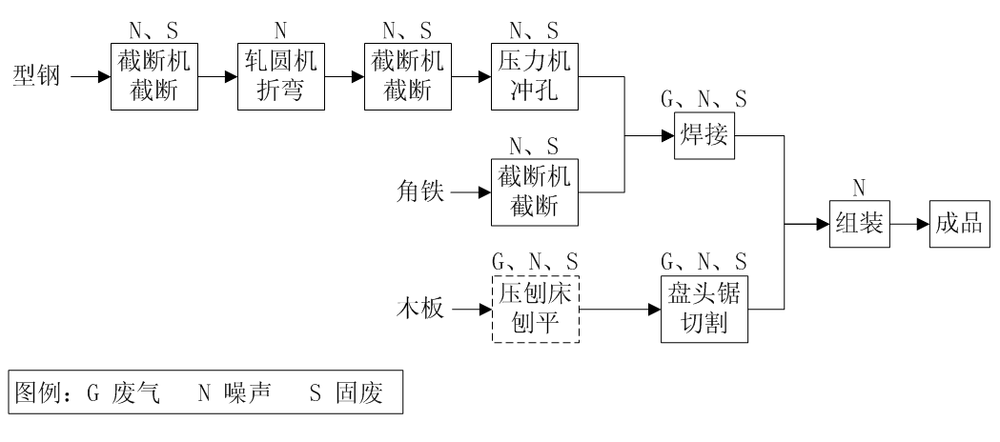 N、S
N
N、S
N、S
型钢
截断机
截断
轧圆机
折弯
截断机
截断
压力机
冲孔
G、N、S
焊接
N、S
角铁
截断机
截断
N
组装
成品
G、N、S
G、N、S
木板
压刨床
刨平
盘头锯
切割
图例：G 废气 N 噪声 S 固废